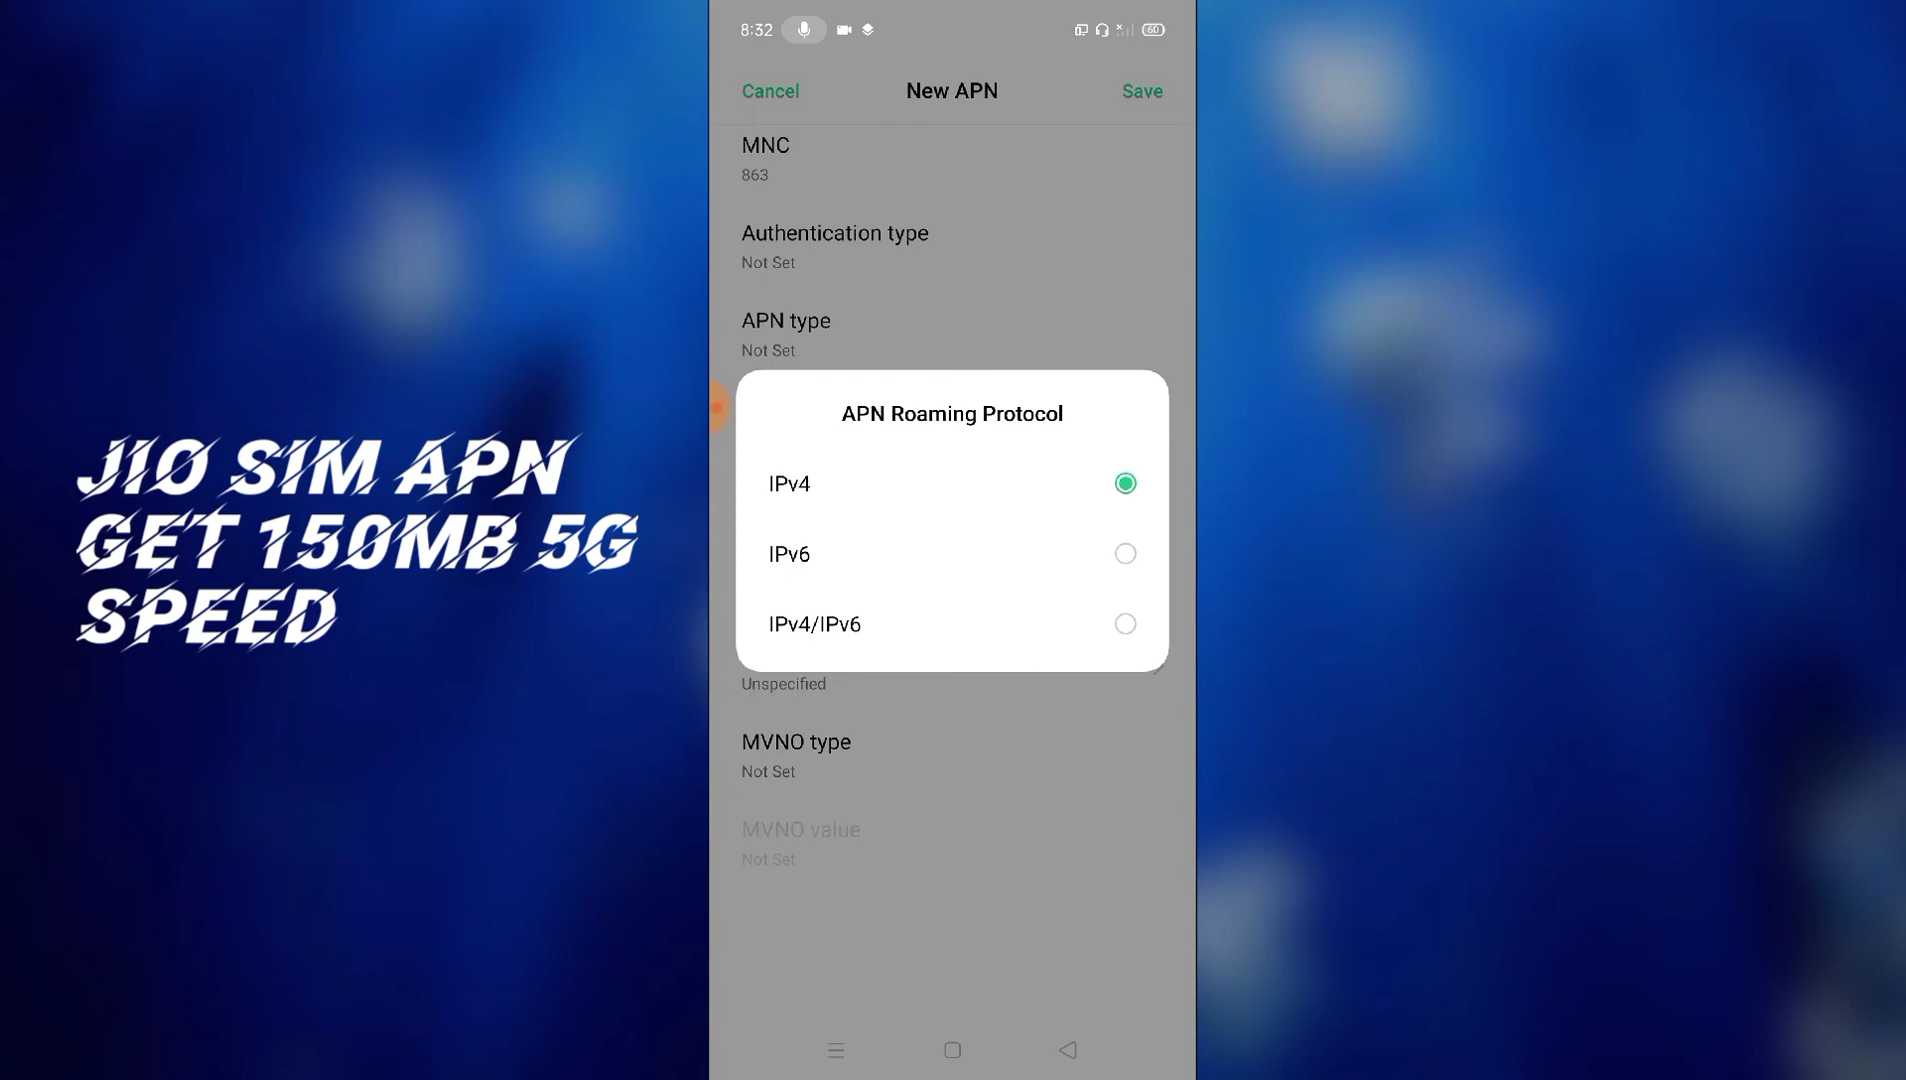 JIO SIM APN
GET 150MB 5G
SPEED
8:32
60
Cancel
New APN
Save
MNC
863
Authentication type
Not Set
APN type
Not Set
APN Roaming Protocol
IPv4
IPv6
IPv4/IPv6
Unspecified
MVNO type
Not Set
MVNO value
Not Set